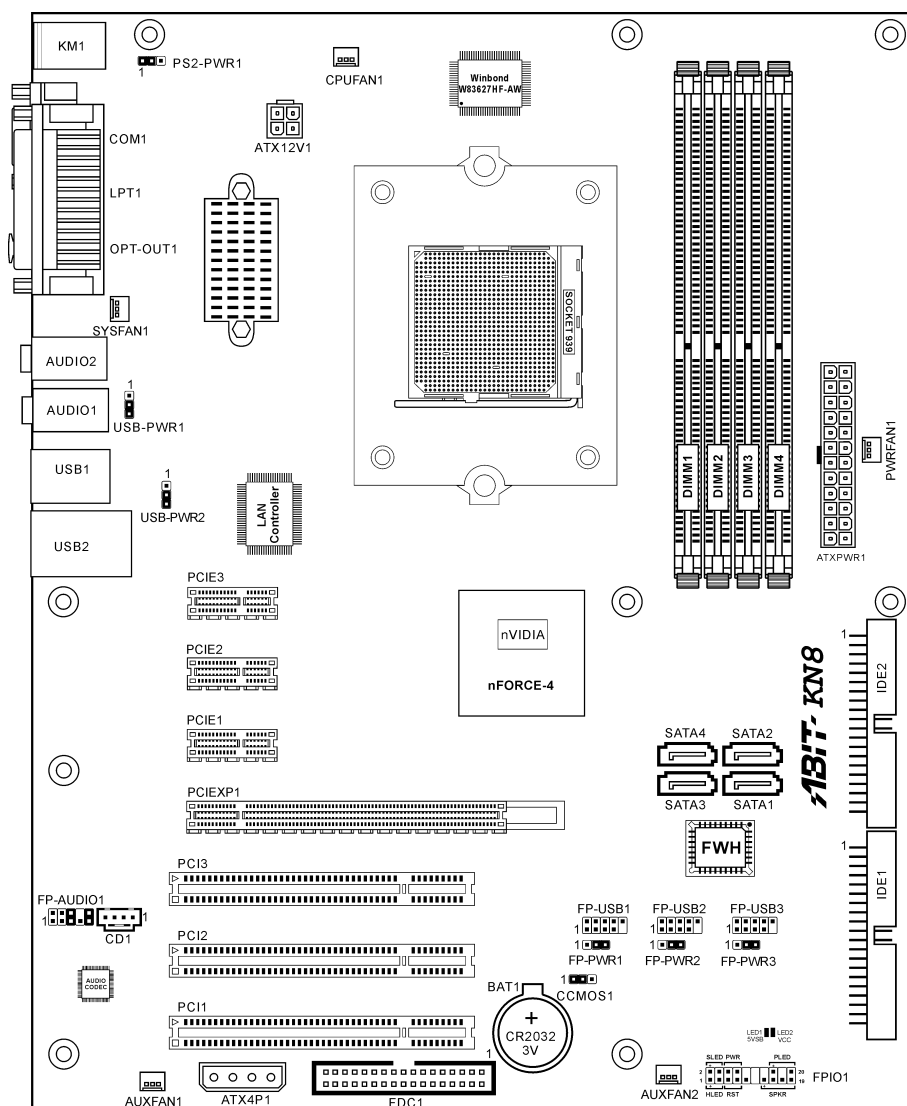 KM1
1
PS2-PWR1
CPUFAN1
Winbond
W83627HF-AW
COM1
ATX12V1
LPT1
OPT-OUT1
SOCKET 939
SYSFAN1
AUDIO2
AUDIO1
1
USB-PWR1
USB1
1
USB-PWR2
USB2
LAN
Controller
DIMM1
DIMM2
DIMM3
DIMM4
PWRFAN1
ATXPWR1
PCIE3
PCIE2
PCIE1
nVIDIA
nFORCE-4
ABIT- KN8
1
IDE2
SATA4
SATA2
SATA3
SATA1
PCIEXP1
FWH
1
IDE1
PCI3
FP-AUDIO1
1
1
CD1
FP-USB1
FP-USB2
FP-USB3
1
1
1
1
1
1
FP-PWR1
FP-PWR2
FP-PWR3
PCI2
AUDIO
CODEC
BAT1
1
CCMOS1
PCI1
+
CR2032
3V
LED1
5VSB
LED2
VCC
1
SLED
PWR
PLED
2
20
1
19
HLED
RST
SPKR
FPIO1
AUXFAN1
ATX4P1
FDC1
AUXFAN2